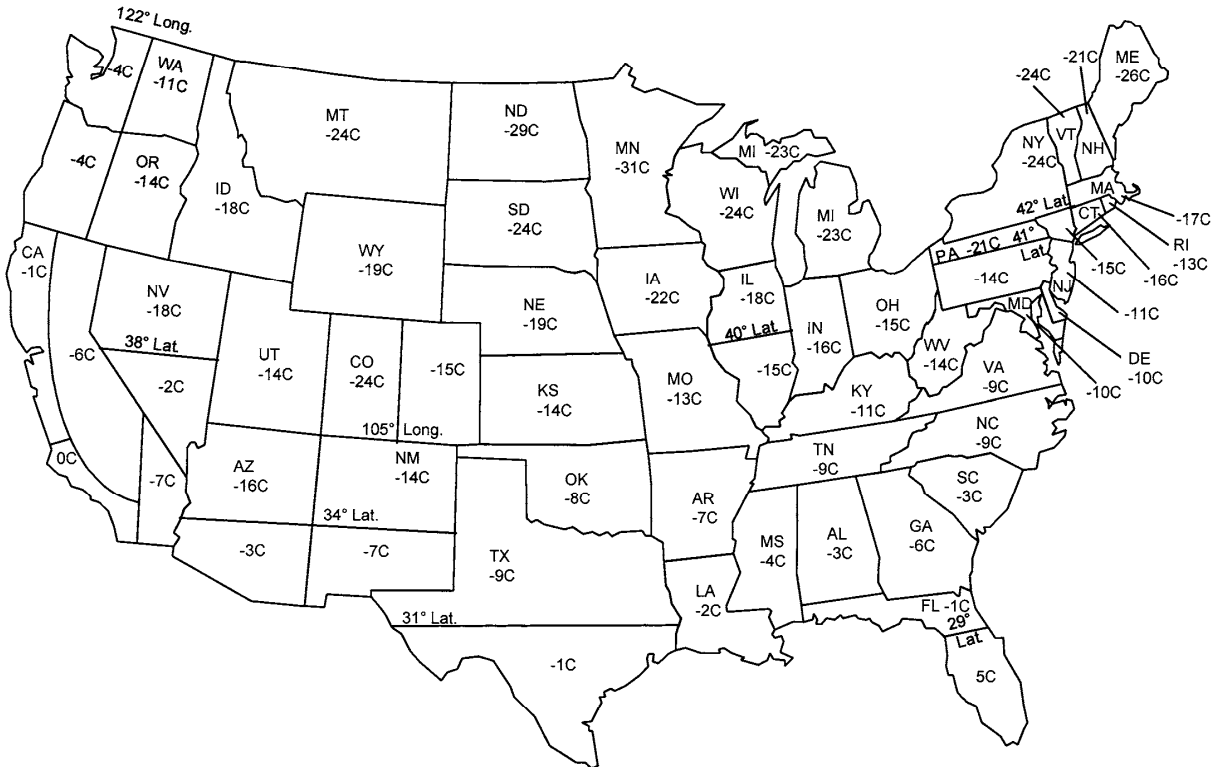 122° Long.
-4C
WA
-11C
MT
-24C
ND
-29C
MN
-31C
MI -23C
-24C
-21C
ME
-26C
VT
NH
NY
-24C
-4C
OR
-14C
ID
-18C
SD
-24C
WI
-24C
MI
-23C
MA
42° Lat.
CT
-17C
RI
-13C
-16C
-15C
PA -21C 41°
Lat.
-14C
NJ
-11C
CA
-1C
WY
-19C
NV
-18C
38° Lat.
IA
-22C
NE
-19C
IL
-18C
40° Lat.
IN
-16C
OH
-15C
MD
DE
-10C
-10C
WV
-14C
VA
-9C
-6C
-2C
UT
-14C
CO
-24C
-15C
105° Long.
KS
-14C
MO
-13C
-15C
KY
-11C
NC
-9C
TN
-9C
0C
-7C
AZ
-16C
NM
-14C
34° Lat.
OK
-8C
AR
-7C
SC
-3C
-3C
-7C
TX
-9C
MS
-4C
AL
-3C
GA
-6C
LA
-2C
31° Lat.
-1C
FL -1C
29°
Lat.
5C